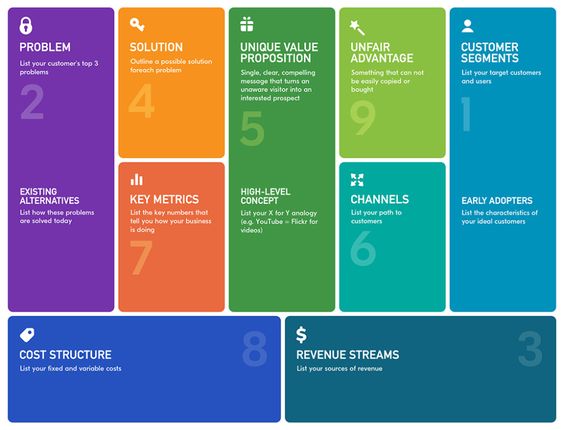 PROBLEM
List your customer's top 3
problems
2
EXISTING
ALTERNATIVES
List how these problems
are solved today
SOLUTION
Outline a possible solution
foreach problem
4
KEY METRICS
List the key numbers that
tell you how your business
is doing
7
UNIQUE VALUE
PROPOSITION
Single, clear, compelling
message that turns an
unaware visitor into an
interested prospect
5
HIGH-LEVEL
CONCEPT
List your X for Y analogy
(e.g. YouTube = Flickr for
videos)
UNFAIR
ADVANTAGE
Something that can not
be easily copied or
bought
9
CHANNELS
List your path to
customers
6
CUSTOMER
SEGMENTS
List your target customers
and users
1
EARLY ADOPTERS
List the characteristics of
your ideal customers
COST STRUCTURE
List your fixed and variable costs
8
$
REVENUE STREAMS
List your sources of revenue
3